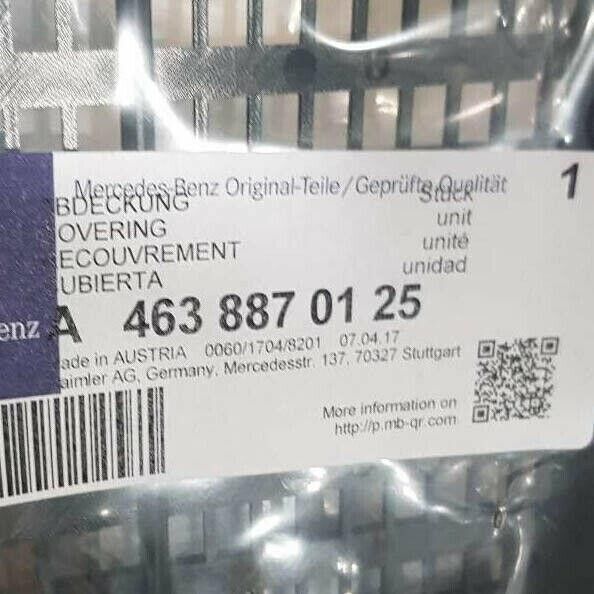 Mercedes-Benz Original-Teile/Geprüfte Qualität 1
BDECKUNG Stück
OVERING unit
ECOUVREMENT unité
UBIERTA unidad
enz A 463 887 01 25
ade in AUSTRIA 0060/1704/8201 07.04.17
aimler AG, Germany, Mercedesstr. 137, 70327 Stuttgart
More information on
http://p.mb-qr.com